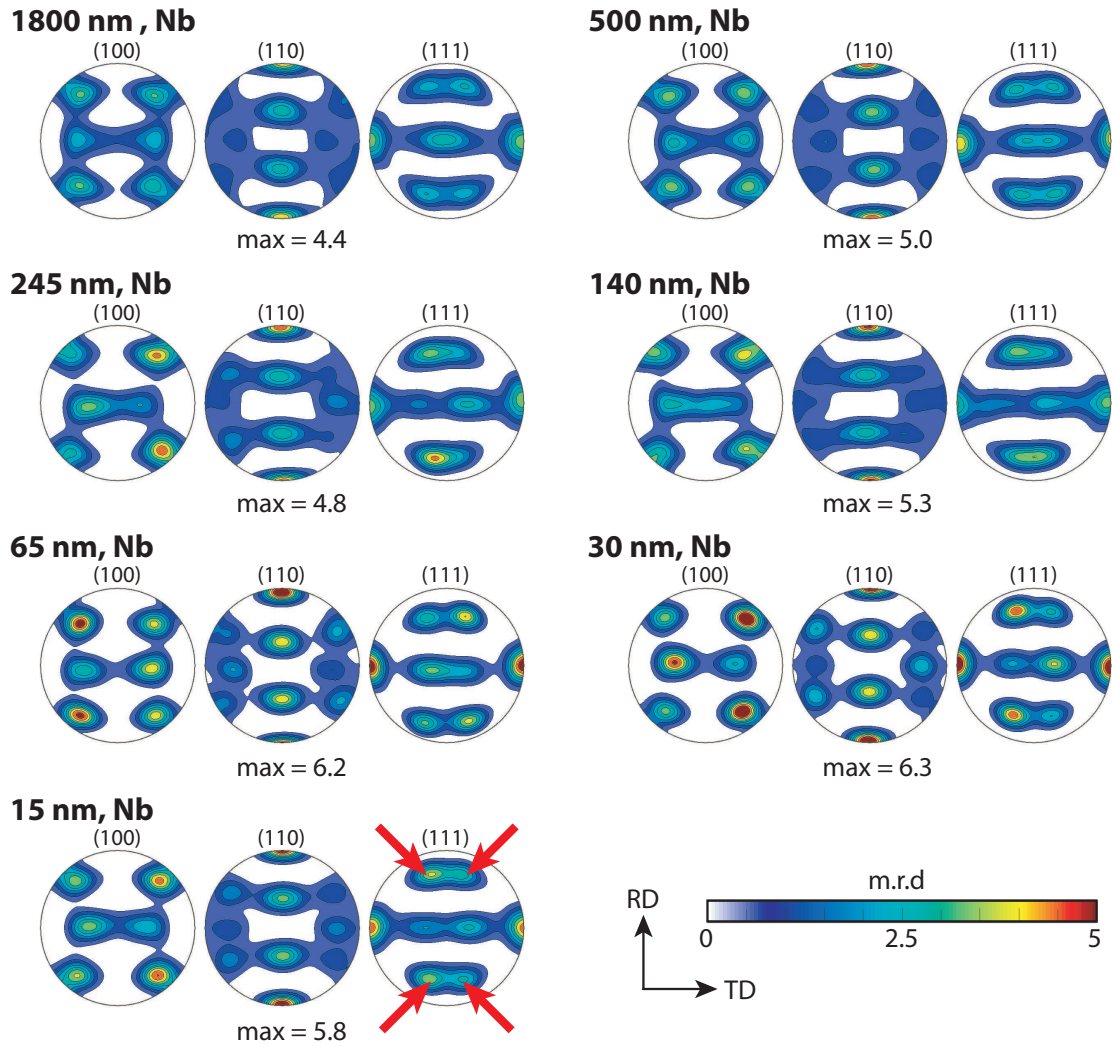 1800 nm , Nb
(100) (110) (111)
max = 4.4
500 nm, Nb
(100) (110) (111)
max = 5.0
245 nm, Nb
(100) (110) (111)
max = 4.8
140 nm, Nb
(100) (110) (111)
max = 5.3
65 nm, Nb
(100) (110) (111)
max = 6.2
30 nm, Nb
(100) (110) (111)
max = 6.3
15 nm, Nb
(100) (110) (111)
max = 5.8
RD
TD
m.r.d
0 2.5 5